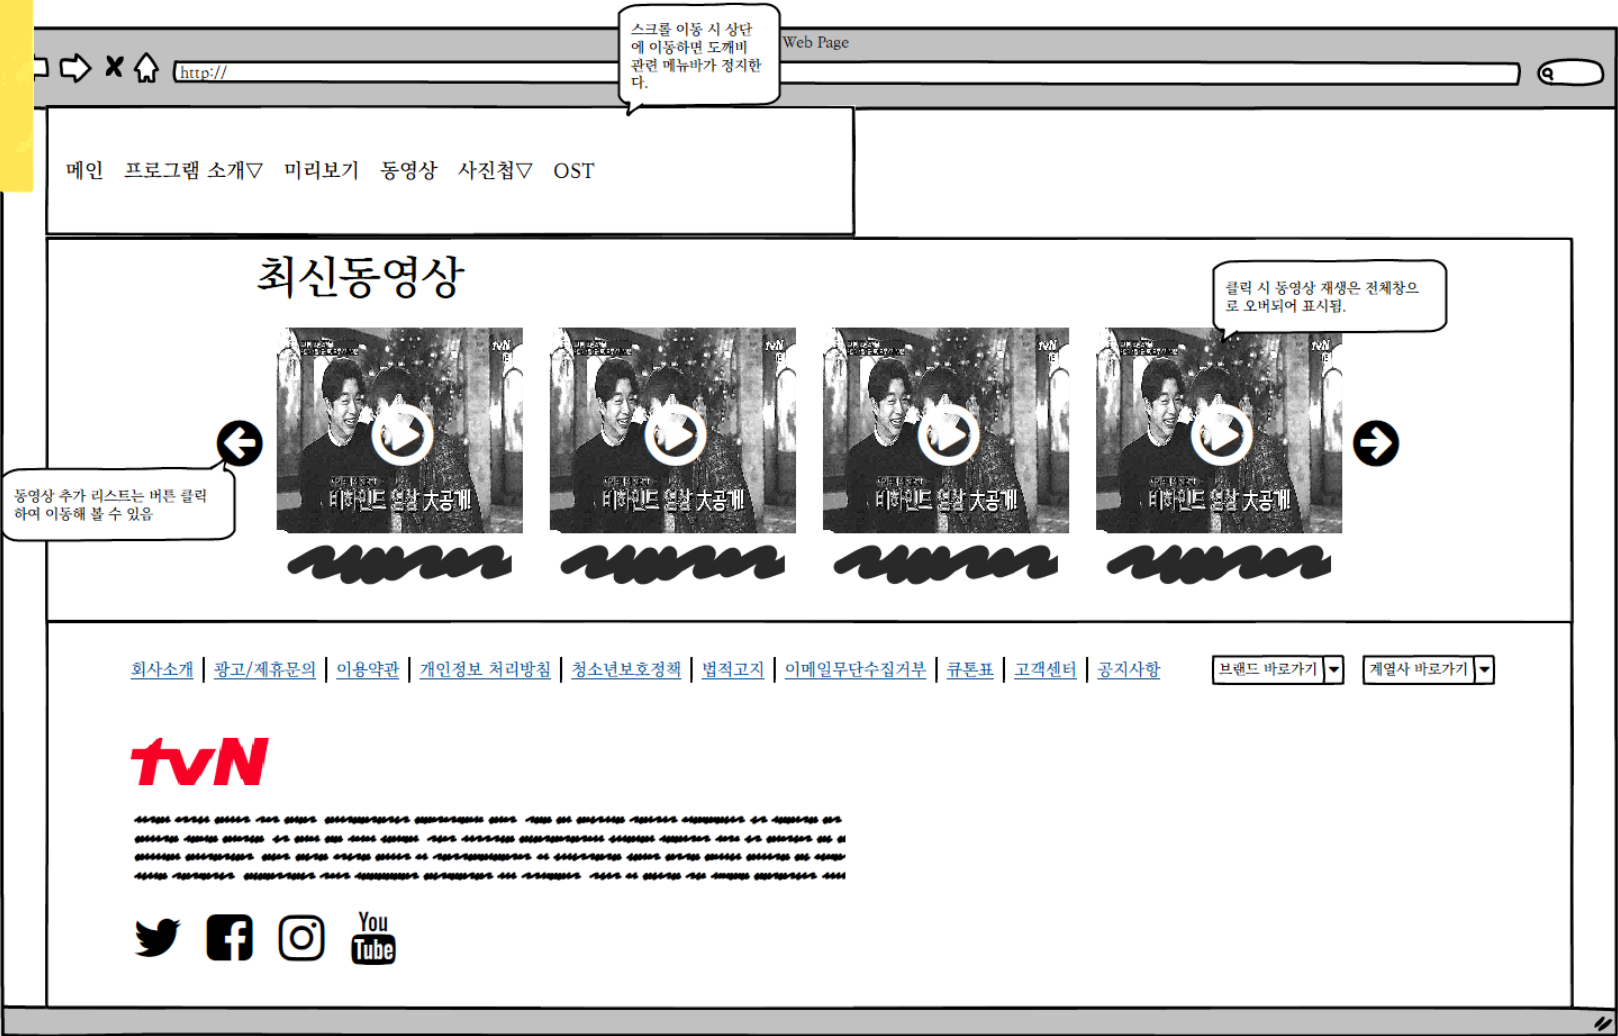 스크롤 이동 시 상단
에 이동하면 도깨비
관련 메뉴바가 정지한
다.
Web Page
http://
메인 프로그램 소개▽ 미리보기 동영상 사진첩▽ OST
최신동영상
클릭 시 동영상 재생은 전체창으
로 오버되어 표시됨.
tvN
tvN
tvN
tvN
비하인드 영상 大공개!
비하인드 영상 大공개!
비하인드 영상 大공개!
비하인드 영상 大공개!
동영상 추가 리스트는 버튼 클릭
하여 이동해 볼 수 있음
회사소개 | 광고/제휴문의 | 이용약관 | 개인정보 처리방침 | 청소년보호정책 | 법적고지 | 이메일무단수집거부 | 큐톤표 | 고객센터 | 공지사항
브랜드 바로가기 계열사 바로가기
tvN
You
Tube